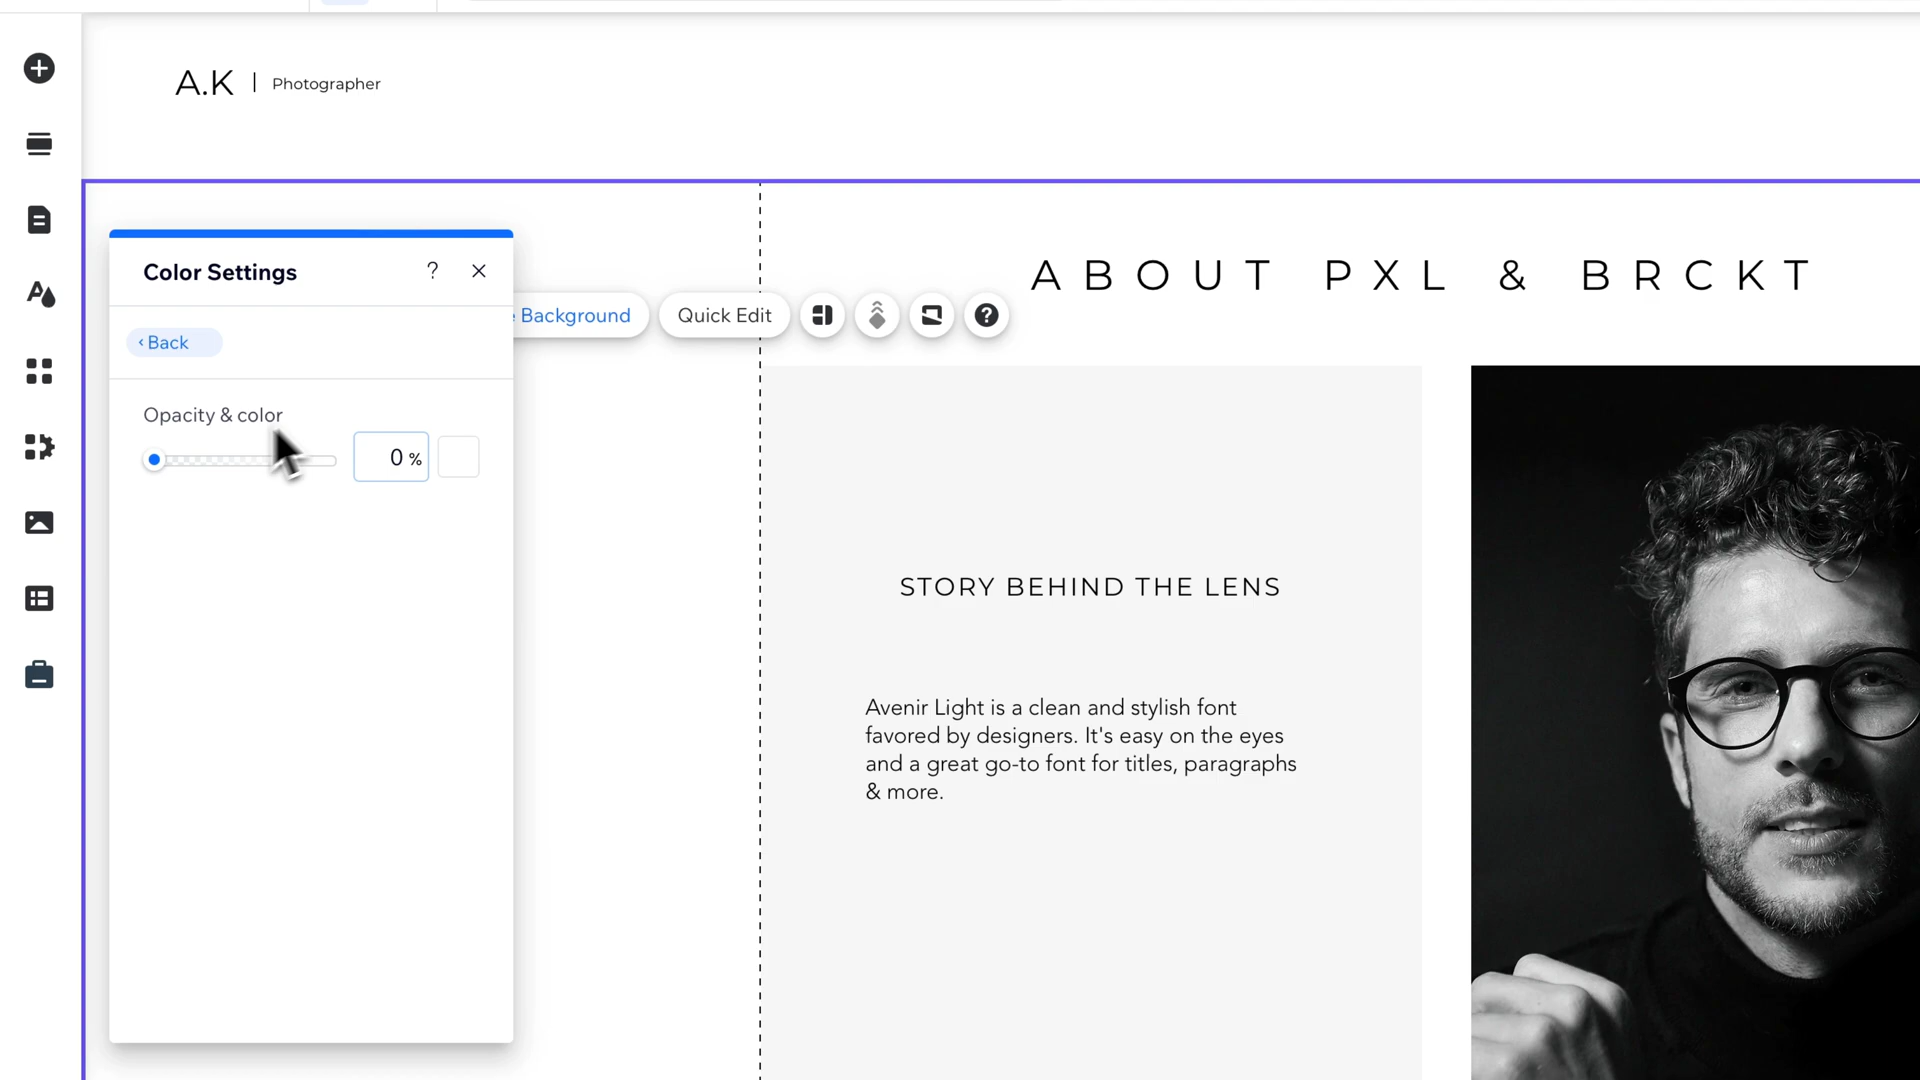 A.K | Photographer
ABOUT PXL & BRCKT
Color Settings ? ×
Background
Quick Edit
?
‹ Back
Opacity & color
0 %
STORY BEHIND THE LENS
Avenir Light is a clean and stylish font
favored by designers. It's easy on the eyes
and a great go-to font for titles, paragraphs
& more.